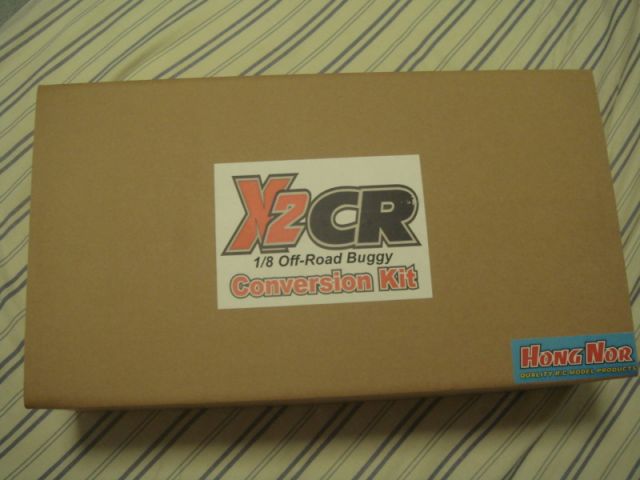 X2CR
1/8 Off-Road Buggy
Conversion Kit
HONG NOR
QUALITY R/C MODEL PRODUCTS